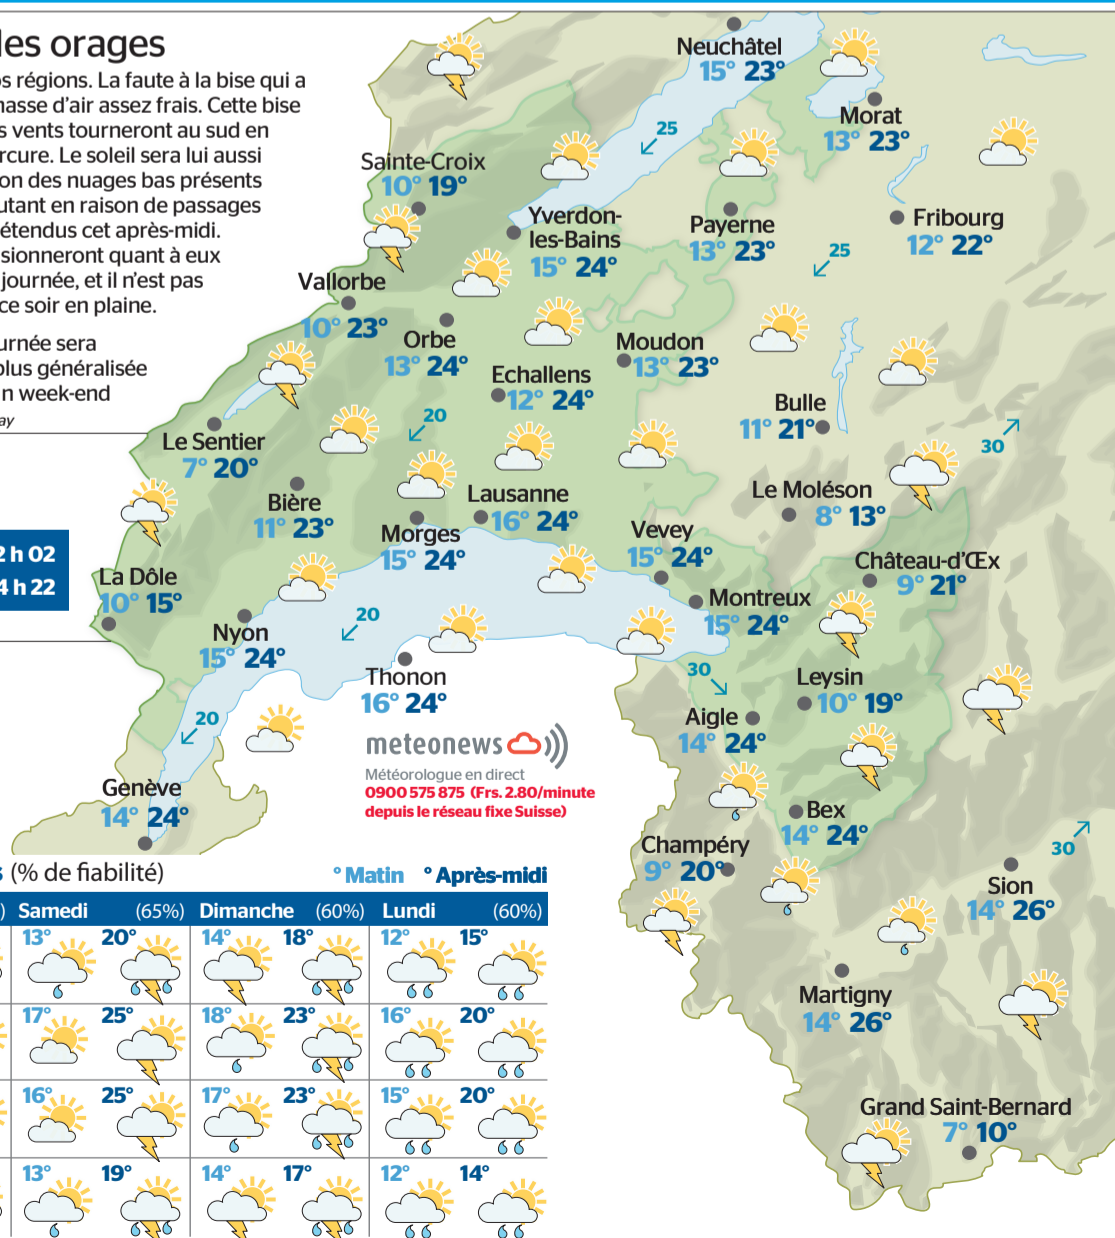 les orages
os régions. La faute à la bise qui a
masse d'air assez frais. Cette bise
s vents tourneront au sud en
rcure. Le soleil sera lui aussi
on des nuages bas présents
utant en raison de passages
étendus cet après-midi.
sionneront quant à eux
journée, et il n'est pas
ce soir en plaine.
urnée sera
plus généralisée
n week-end
ay
2 h 02
4 h 22
Neuchâtel
15° 23°
Morat
13° 23°
25
Sainte-Croix
10° 19°
Yverdon-
les-Bains
15° 24°
Payerne
13° 23°
Fribourg
12° 22°
25
Vallorbe
10° 23°
Orbe
13° 24°
Moudon
13° 23°
Echallens
12° 24°
20
Bulle
11° 21°
30
Le Sentier
7° 20°
Bière
11° 23°
Lausanne
16° 24°
Morges
15° 24°
Le Moléson
8° 13°
Vevey
15° 24°
Château-d'Œx
9° 21°
La Dôle
10° 15°
Montreux
15° 24°
Nyon
15° 24°
20
Thonon
16° 24°
30
Leysin
10° 19°
Aigle
14° 24°
20
Genève
14° 24°
meteonews
Météorologue en direct
0900 575 875 (Frs. 2.80/minute
depuis le réseau fixe Suisse)
Bex
14° 24°
Champéry
9° 20°
30
Sion
14° 26°
Martigny
14° 26°
Grand Saint-Bernard
7° 10°
s (% de fiabilité)
° Matin ° Après-midi
) Samedi (65%) Dimanche (60%) Lundi (60%)
13° 20° 14° 18° 12° 15°
17° 25° 18° 23° 16° 20°
16° 25° 17° 23° 15° 20°
13° 19° 14° 17° 12° 14°